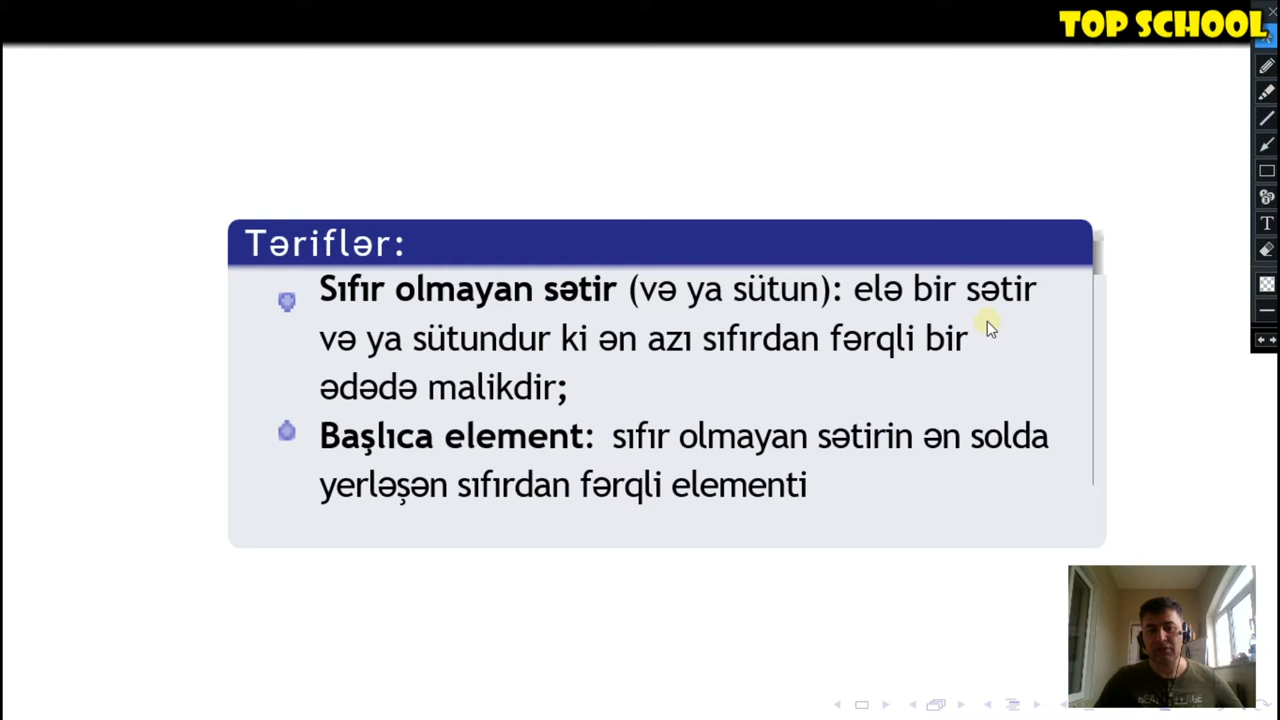 TOP SCHOOL
Təriflər:
Sıfır olmayan sətir (və ya sütun): elə bir sətir
və ya sütundur ki ən azı sıfırdan fərqli bir
ədədə malikdir;
Başlıca element: sıfır olmayan sətirin ən solda
yerləşən sıfırdan fərqli elementi